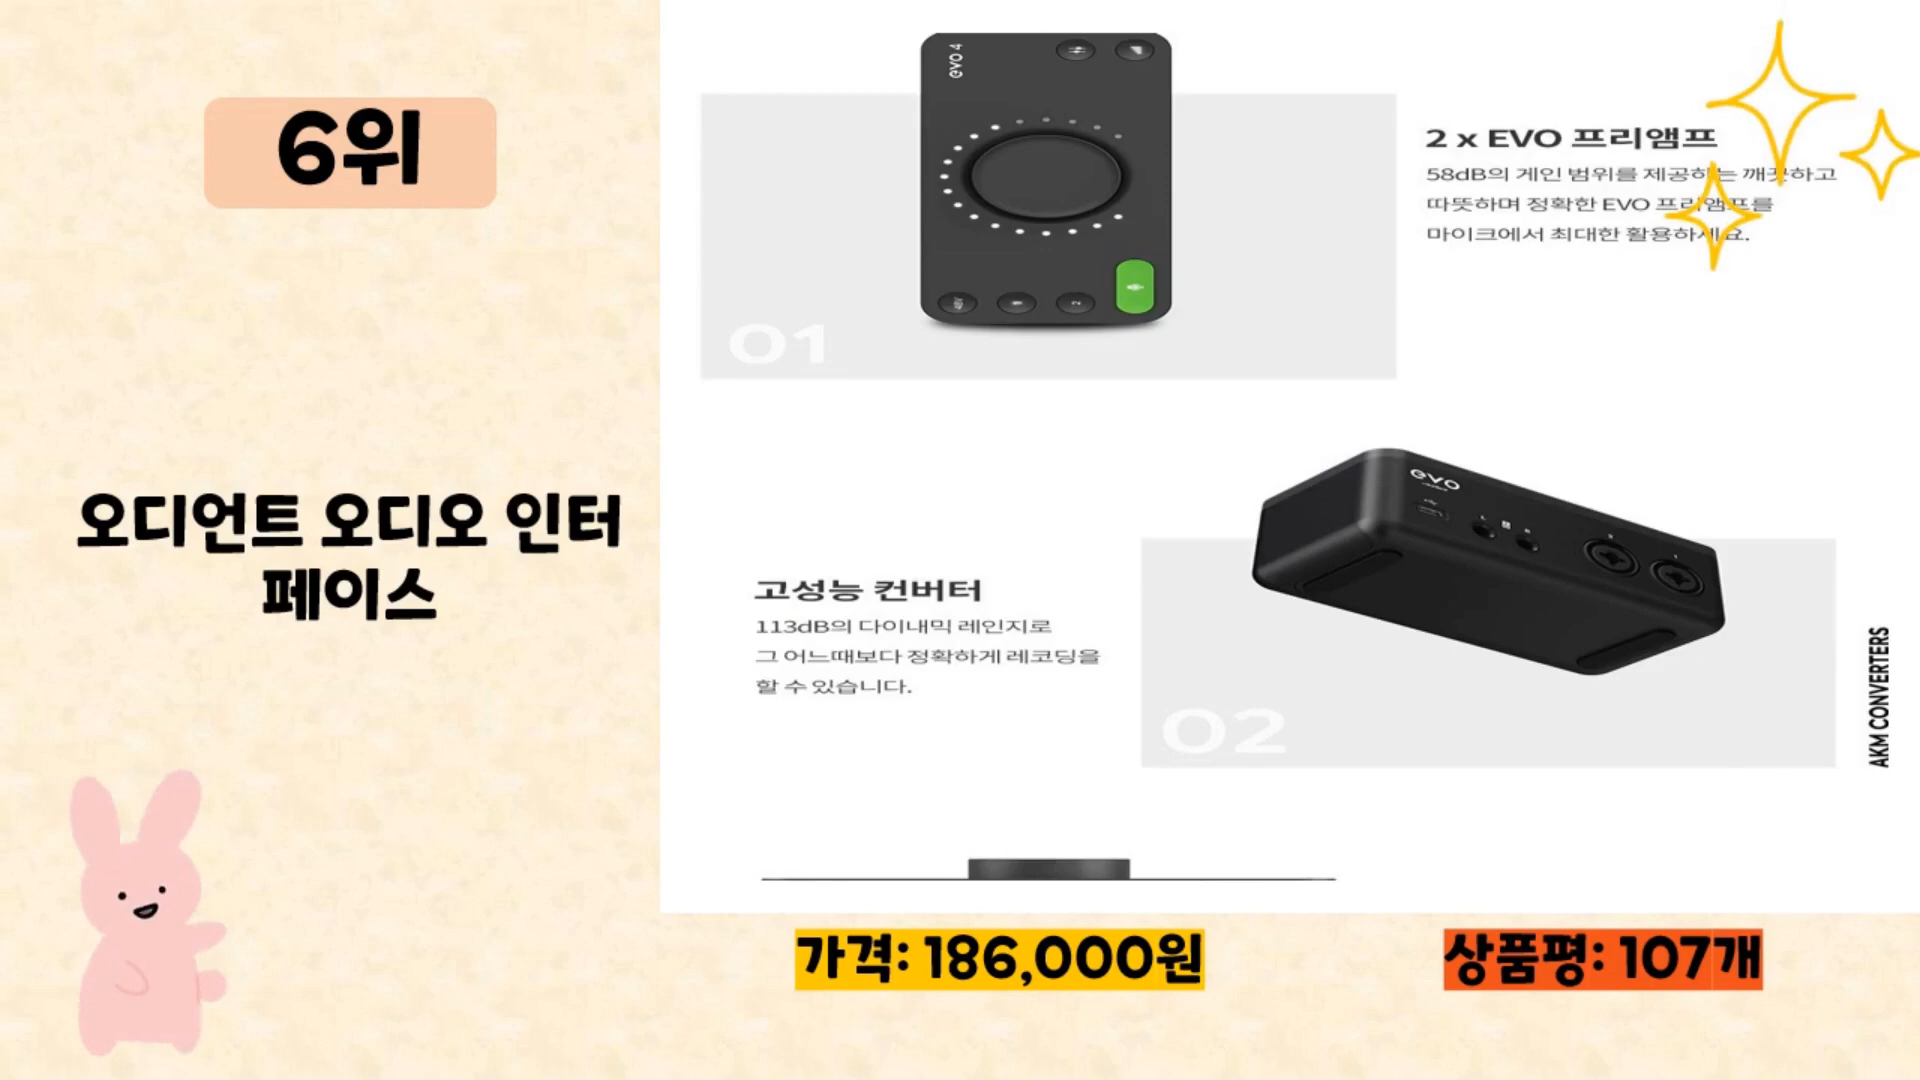 6위
오디언트 오디오 인터
페이스
evo 4
48V
2
01
2 x EVO 프리앰프
58dB의 게인 범위를 제공하는 깨끗하고
따뜻하며 정확한 EVO 프리앰프를
마이크에서 최대한 활용하세요.
고성능 컨버터
113dB의 다이내믹 레인지로
그 어느때보다 정확하게 레코딩을
할 수 있습니다.
evo
02
AKM CONVERTERS
가격: 186,000원
상품평: 107개